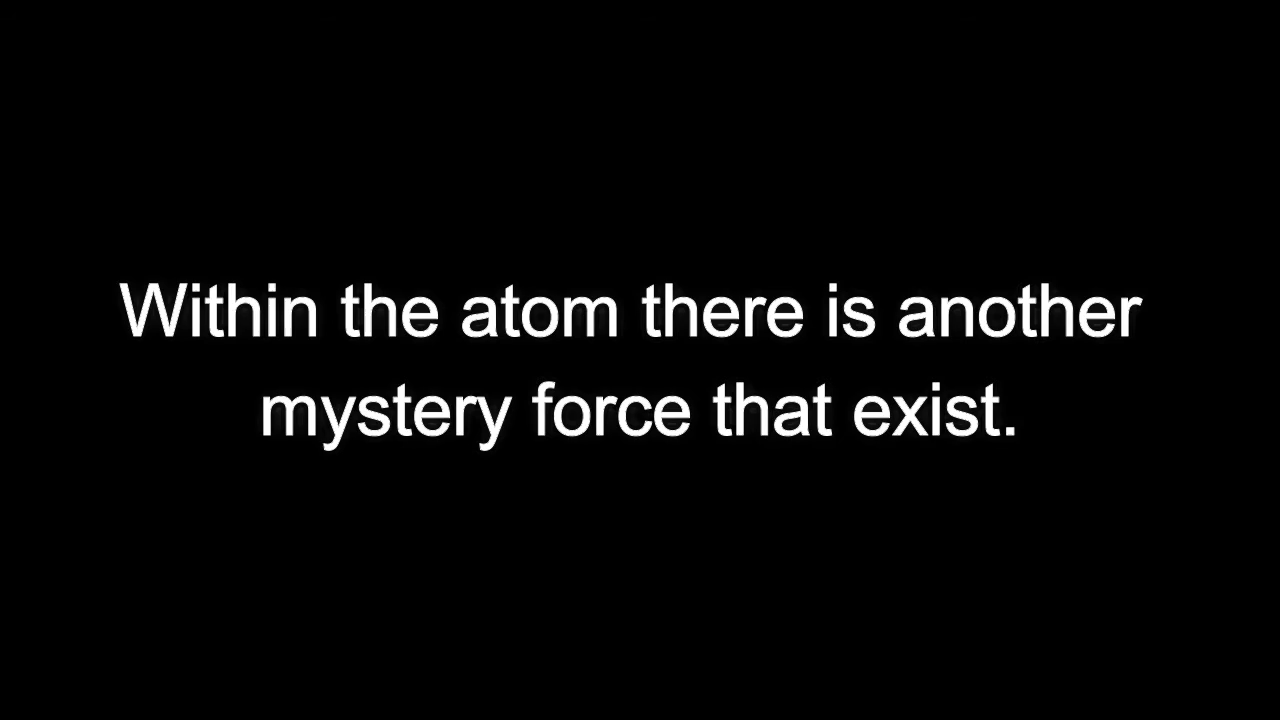 Within the atom there is another
mystery force that exist.